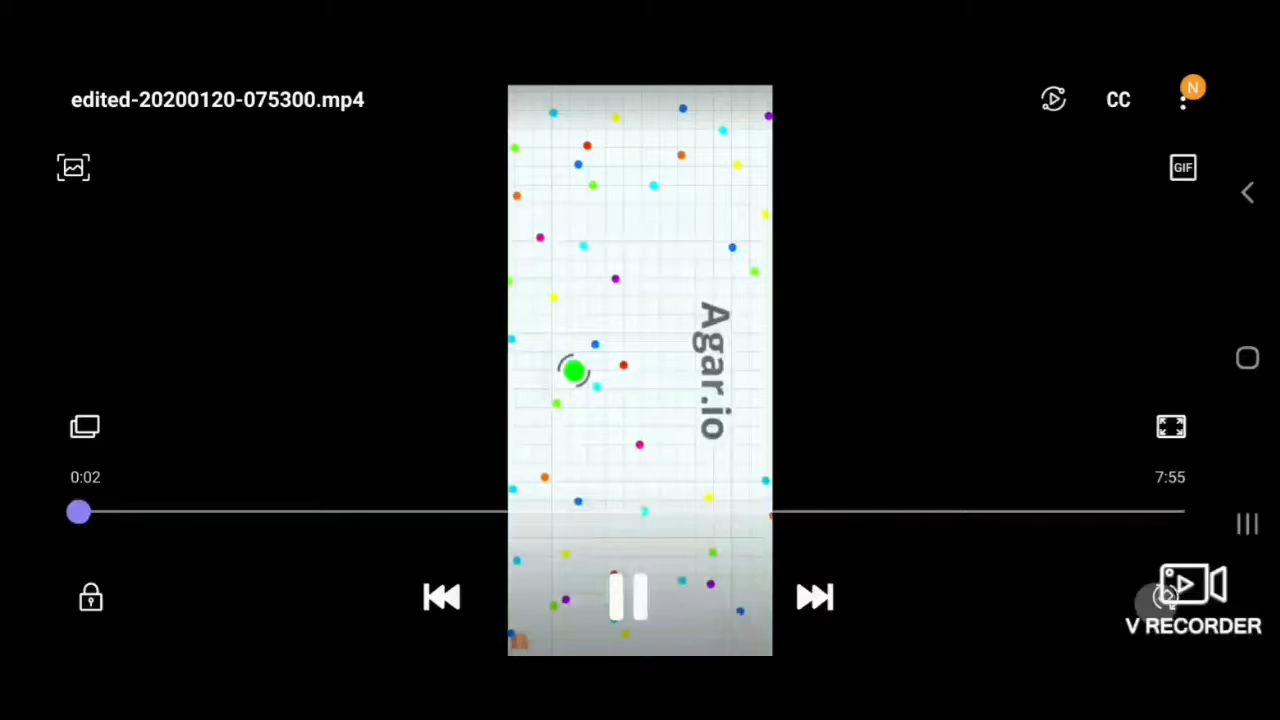 edited-20200120-075300.mp4
CC
N
GIF
Agar.io
0:02
7:55
V RECORDER